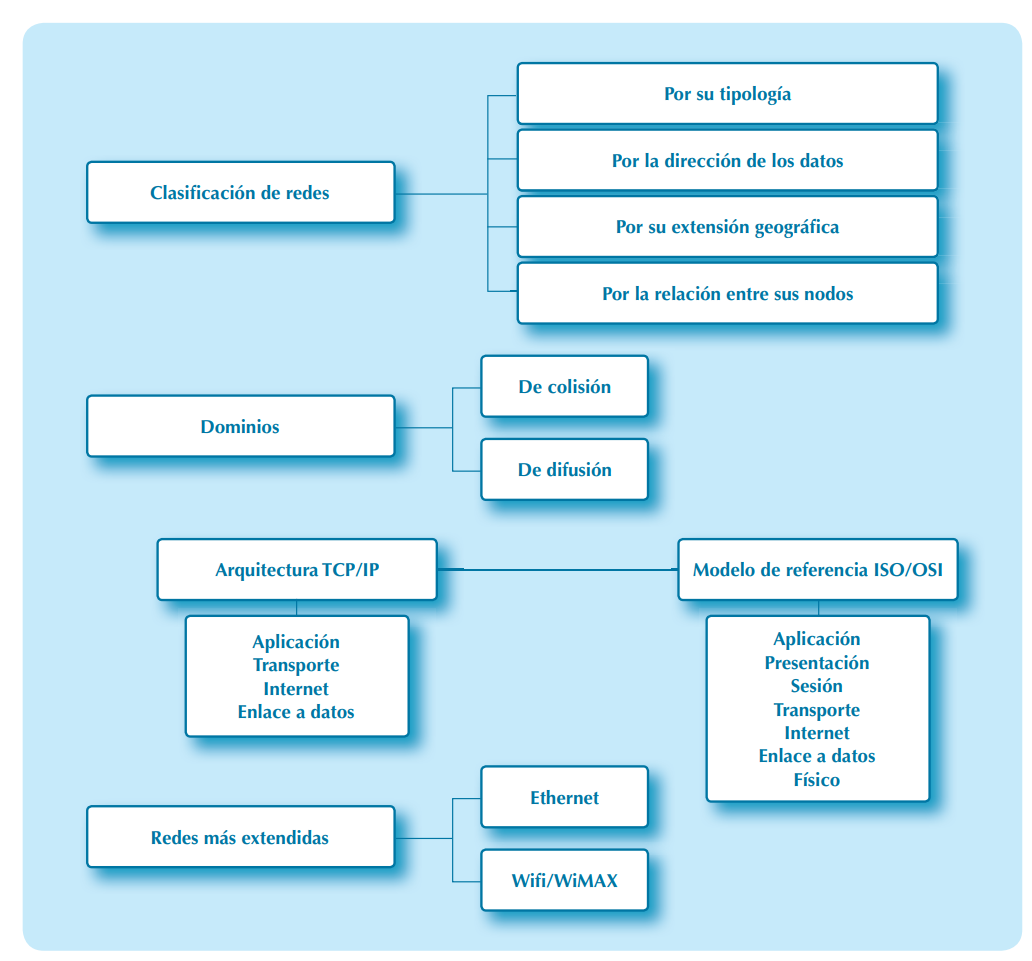 Por su tipología
Por la dirección de los datos
Clasificación de redes
Por su extensión geográfica
Por la relación entre sus nodos
De colisión
Dominios
De difusión
Arquitectura TCP/IP
Modelo de referencia ISO/OSI
Aplicación
Transporte
Internet
Enlace a datos
Aplicación
Presentación
Sesión
Transporte
Internet
Enlace a datos
Físico
Ethernet
Redes más extendidas
Wifi/WiMAX